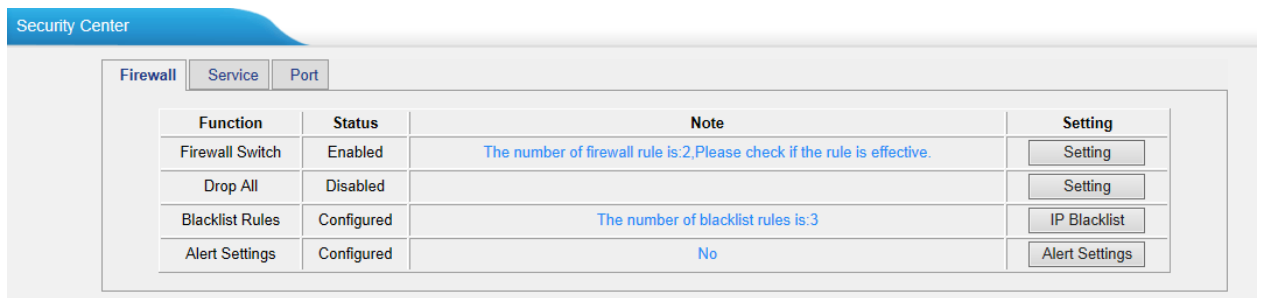 Security Center
Firewall Service Port
Function Status Note Setting
Firewall Switch Enabled The number of firewall rule is:2,Please check if the rule is effective. Setting
Drop All Disabled Setting
Blacklist Rules Configured The number of blacklist rules is:3 IP Blacklist
Alert Settings Configured No Alert Settings